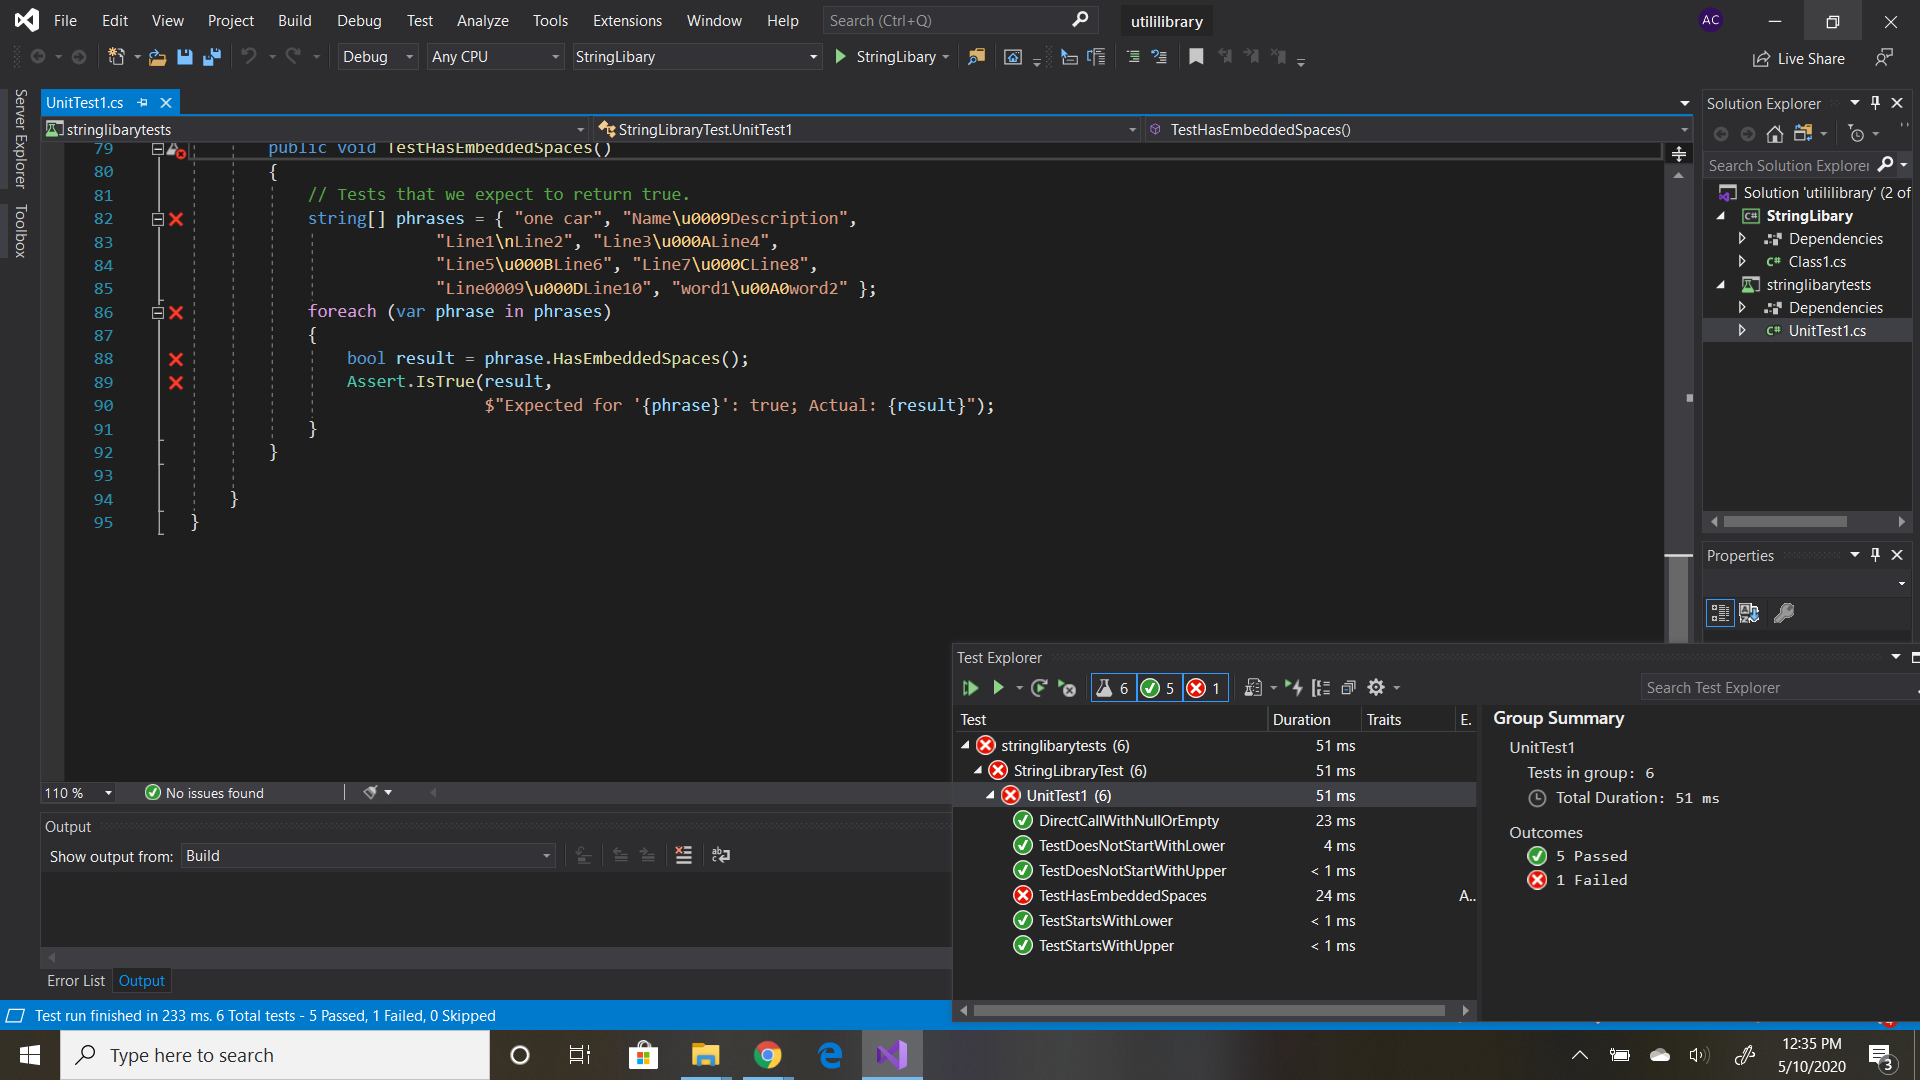 File Edit View Project Build Debug Test Analyze Tools Extensions Window Help Search (Ctrl+Q) utililibrary AC
Debug Any CPU StringLibary StringLibary Live Share
Server Explorer
Toolbox
UnitTest1.cs
stringlibarytests StringLibraryTest.UnitTest1 TestHasEmbeddedSpaces()
79 public void TestHasEmbeddedSpaces()
80 {
81 // Tests that we expect to return true.
82 string[] phrases = { "one car", "Name\u0009Description",
83 "Line1\nLine2", "Line3\u000ALine4",
84 "Line5\u000BLine6", "Line7\u000CLine8",
85 "Line0009\u000DLine10", "word1\u00A0word2" };
86 foreach (var phrase in phrases)
87 {
88 bool result = phrase.HasEmbeddedSpaces();
89 Assert.IsTrue(result,
90 $"Expected for '{phrase}': true; Actual: {result}");
91 }
92 }
93
94 }
95 }
110 % No issues found
Output
Show output from: Build
Error List Output
Solution Explorer
Search Solution Explorer
Solution 'utililibrary' (2 of
C# StringLibary
Dependencies
C# Class1.cs
stringlibarytests
Dependencies
C# UnitTest1.cs
Properties
Test Explorer
6 5 1 Search Test Explorer
Test Duration Traits E.
stringlibarytests (6) 51 ms
StringLibraryTest (6) 51 ms
UnitTest1 (6) 51 ms
DirectCallWithNullOrEmpty 23 ms
TestDoesNotStartWithLower 4 ms
TestDoesNotStartWithUpper < 1 ms
TestHasEmbeddedSpaces 24 ms A..
TestStartsWithLower < 1 ms
TestStartsWithUpper < 1 ms
Group Summary
UnitTest1
Tests in group: 6
Total Duration: 51 ms
Outcomes
5 Passed
1 Failed
Test run finished in 233 ms. 6 Total tests - 5 Passed, 1 Failed, 0 Skipped
Type here to search
12:35 PM
5/10/2020
3